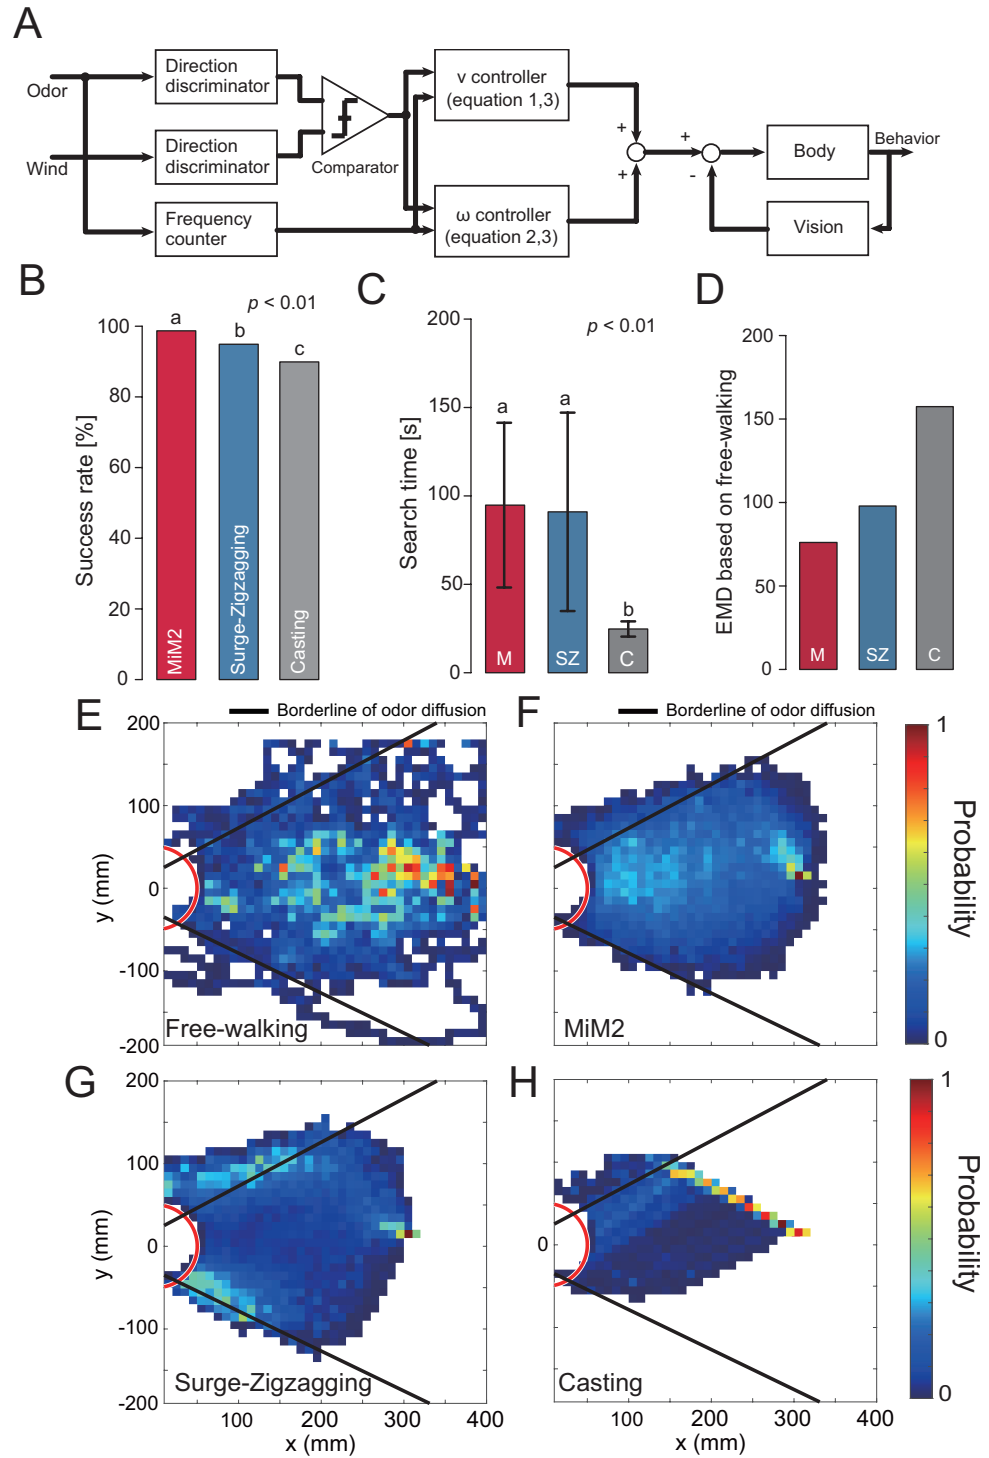 A
Odor
Wind
Direction
discriminator
Direction
discriminator
Frequency
counter
Comparator
v controller
(equation 1,3)
ω controller
(equation 2,3)
+
+
+
-
Body
Vision
Behavior
B
p < 0.01
Success rate [%]
100
80
60
40
20
0
a
b
c
MiM2
Surge-Zigzagging
Casting
C
p < 0.01
Search time [s]
200
150
100
50
0
a
a
b
M
SZ
C
D
EMD based on free-walking
200
150
100
50
0
M
SZ
C
E
Borderline of odor diffusion
200
100
0
-100
-200
y (mm)
Free-walking
F
Borderline of odor diffusion
MiM2
1
0
Probability
G
200
100
0
-100
-200
y (mm)
Surge-Zigzagging
100
200
300
400
x (mm)
H
0
Casting
100
200
300
400
x (mm)
1
0
Probability